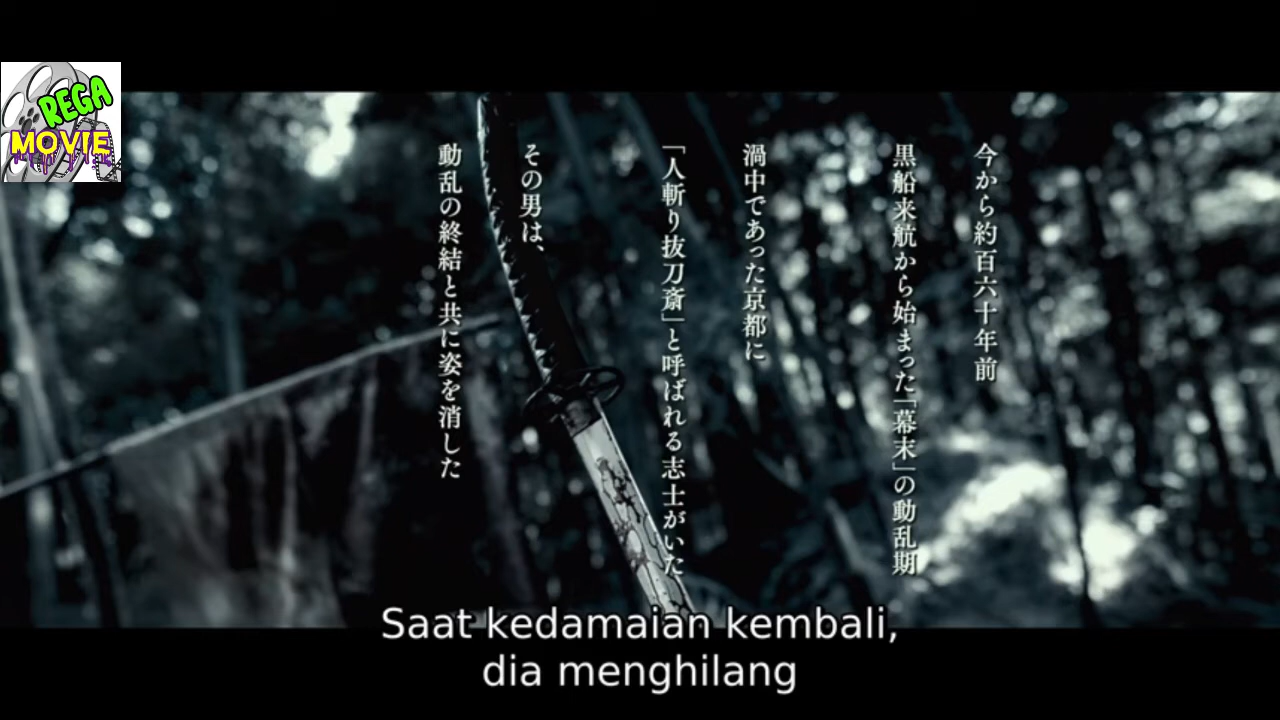 REGA
MOVIE
今から約百六十年前
黒船来航から始まった「幕末」の動乱期
渦中であった京都に
「人斬り抜刀斎」と呼ばれる志士がいた
その男は、
動乱の終結と共に姿を消した
Saat kedamaian kembali,
dia menghilang